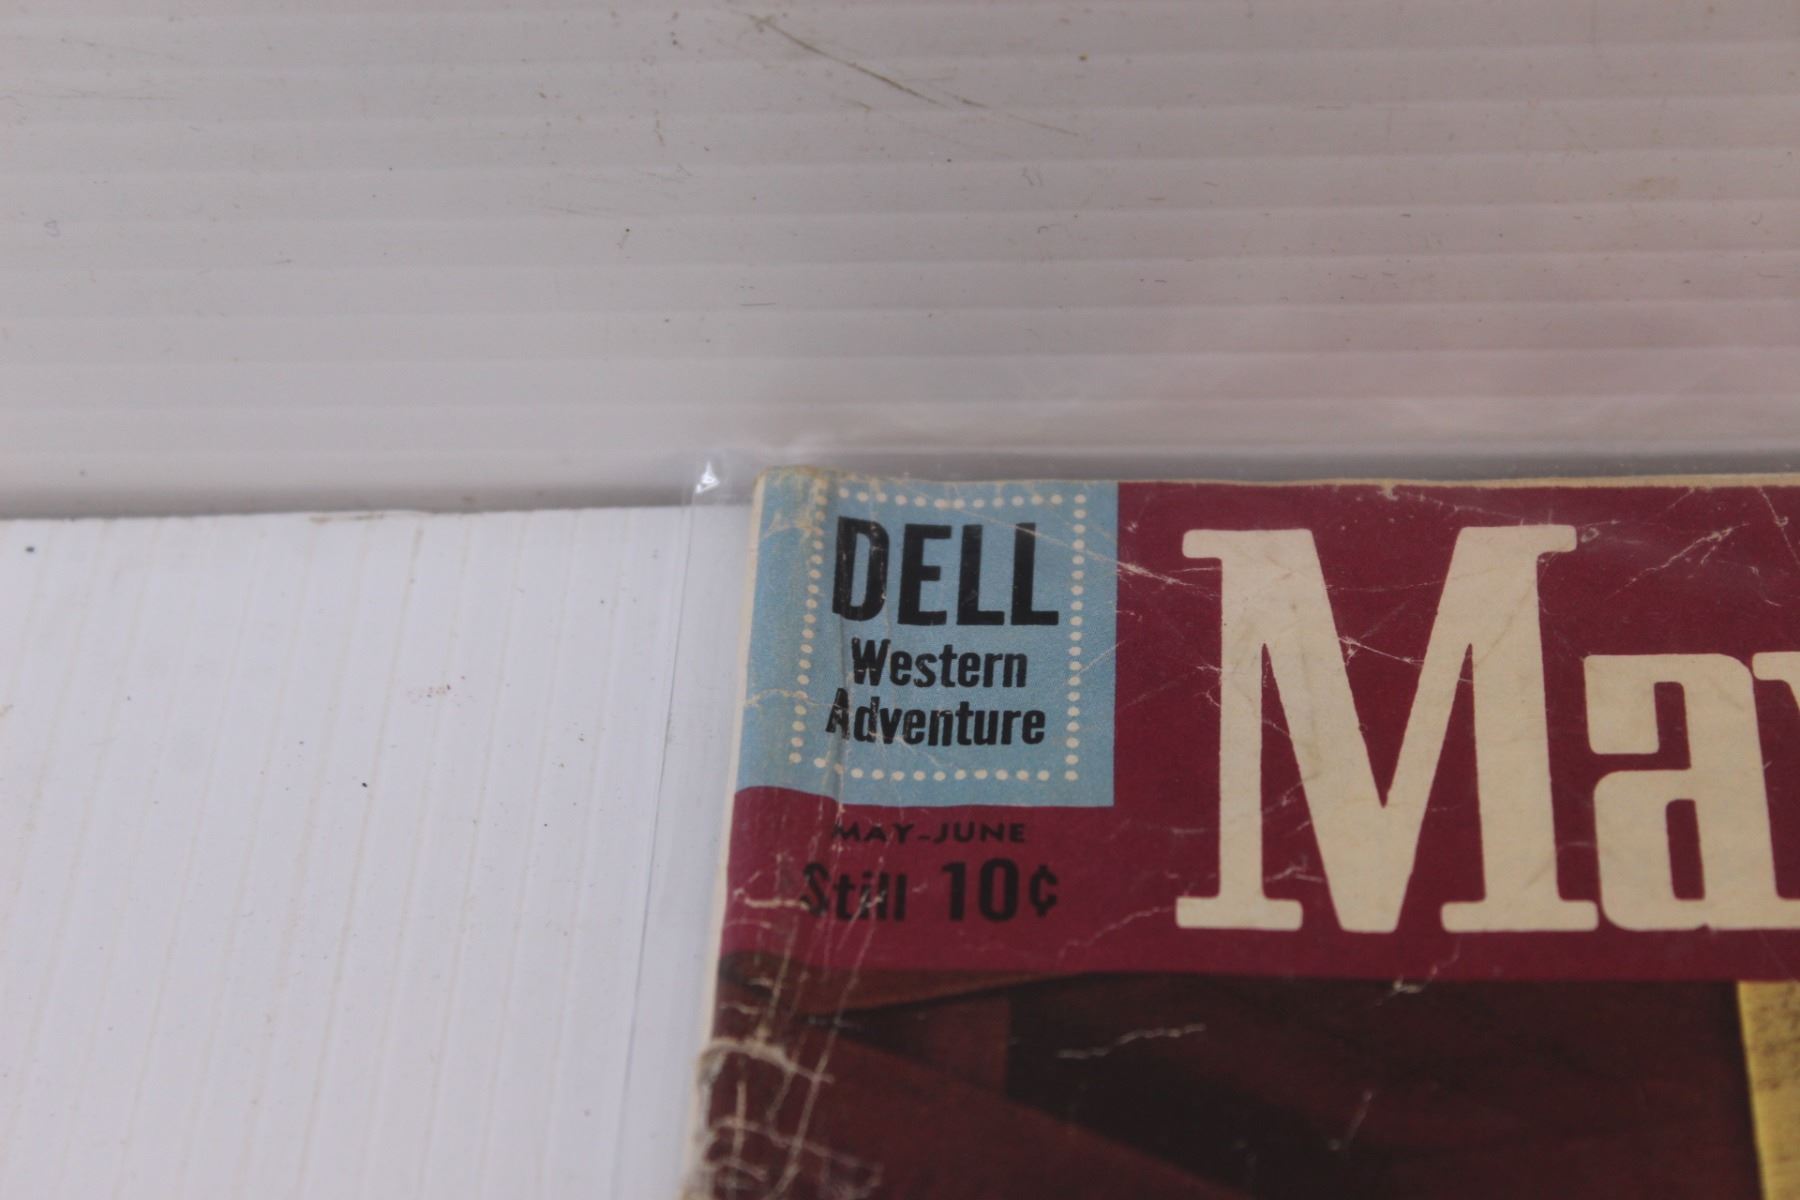 DELL
Western
Adventure
MAY-JUNE
Still 10¢
Ma